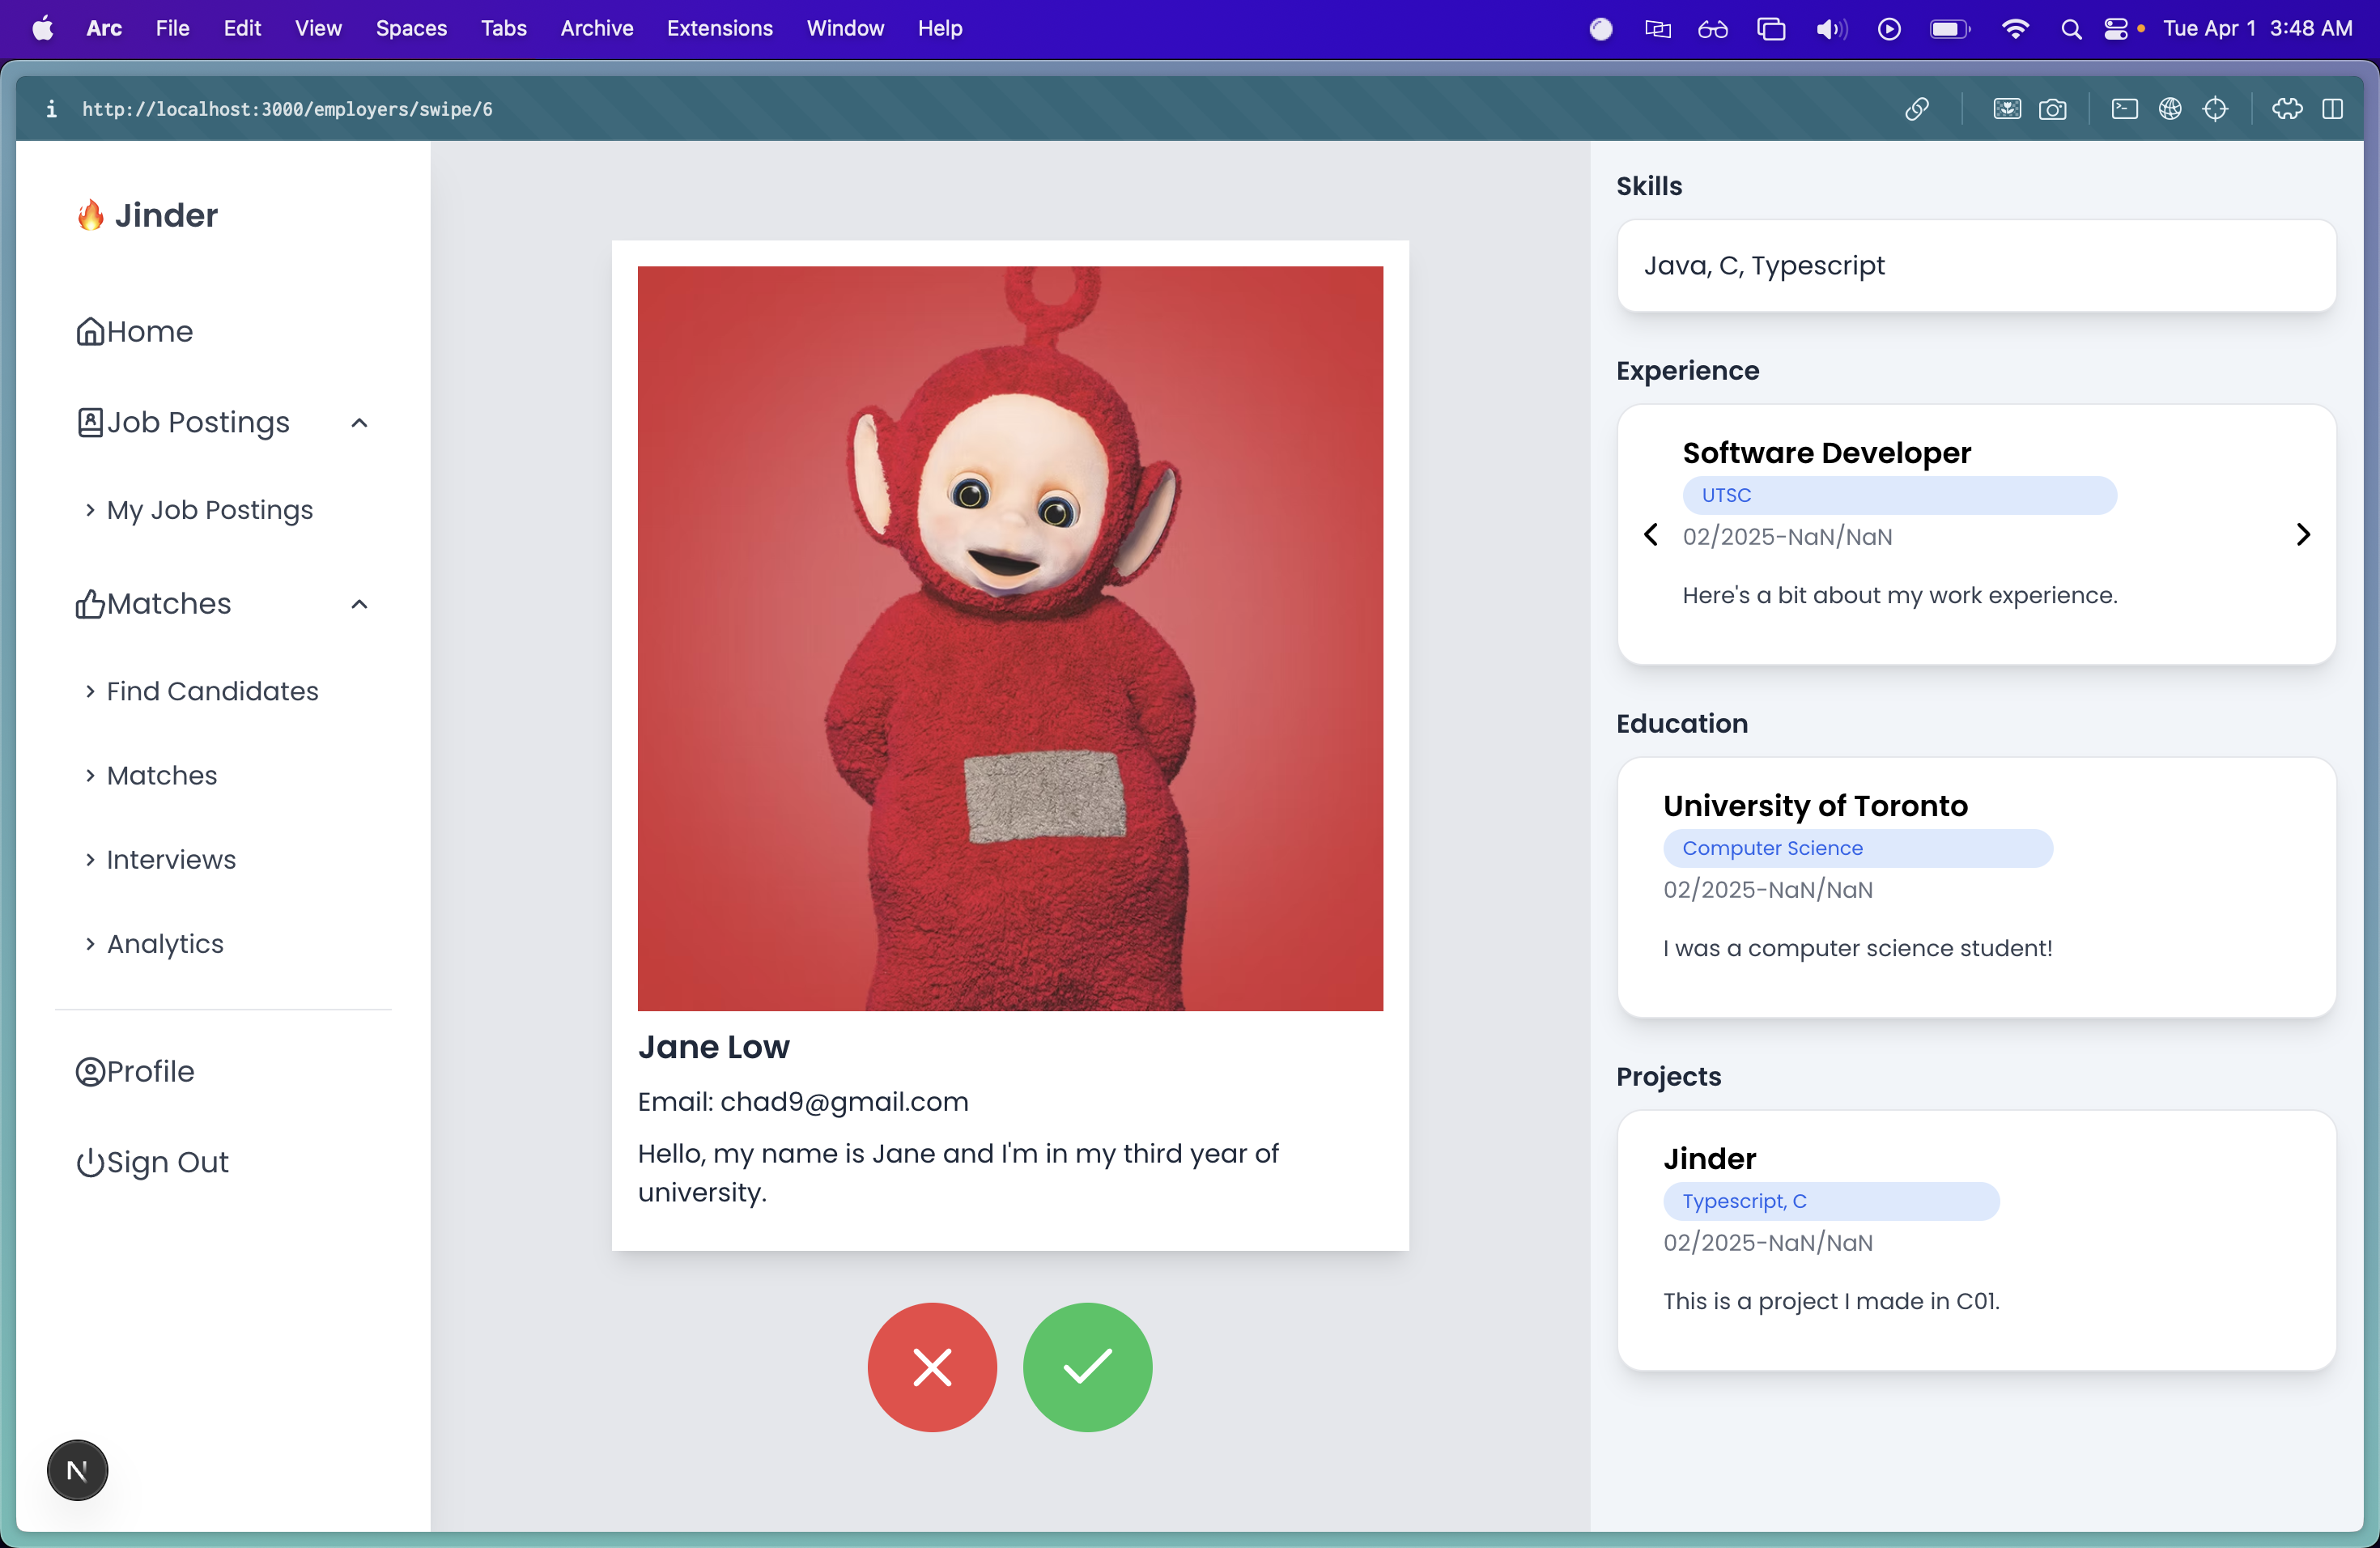 Arc File Edit View Spaces Tabs Archive Extensions Window Help
Tue Apr 1 3:48 AM
http://localhost:3000/employers/swipe/6
🔥 Jinder
Home
Job Postings
My Job Postings
Matches
Find Candidates
Matches
Interviews
Analytics
Profile
Sign Out
N
Jane Low
Email: chad9@gmail.com
Hello, my name is Jane and I'm in my third year of
university.
Skills
Java, C, Typescript
Experience
Software Developer
UTSC
02/2025-NaN/NaN
Here's a bit about my work experience.
Education
University of Toronto
Computer Science
02/2025-NaN/NaN
I was a computer science student!
Projects
Jinder
Typescript, C
02/2025-NaN/NaN
This is a project I made in C01.